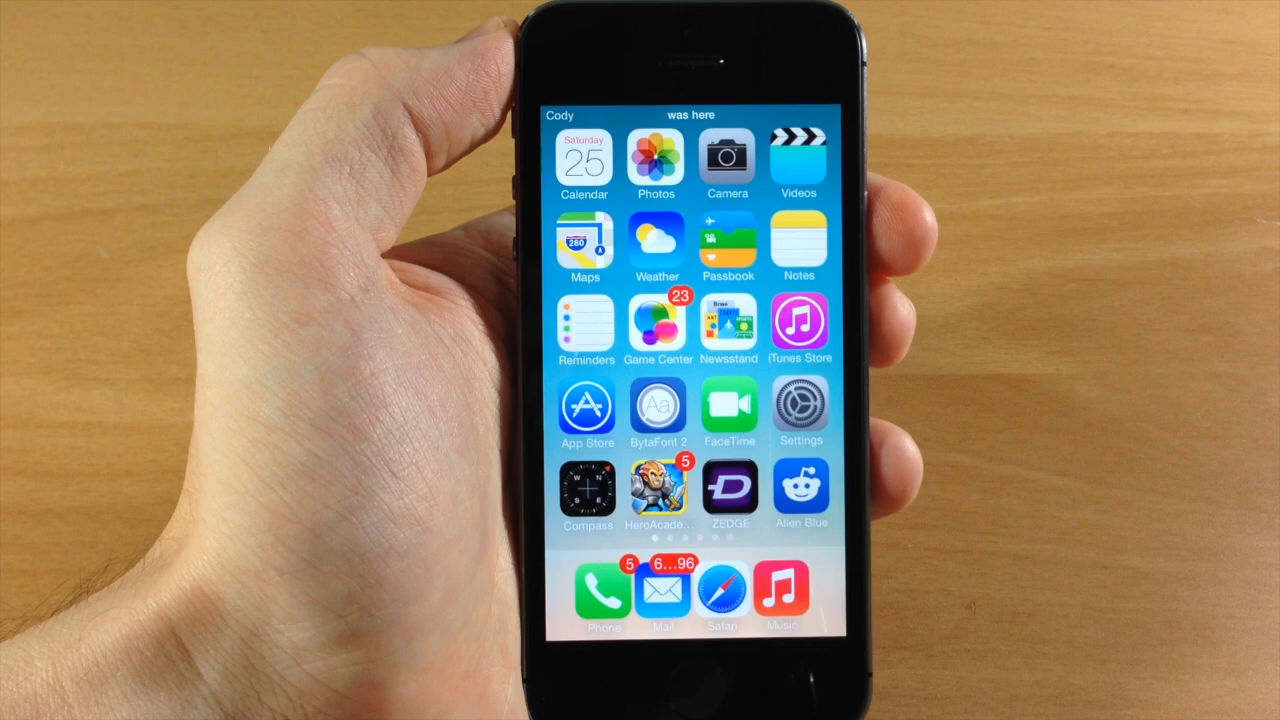 Cody was here
Saturday
25
Calendar Photos Camera Videos
280
Maps Weather Passbook Notes
23
Reminders Game Center Newsstand iTunes Store
Aa
App Store BytaFont 2 FaceTime Settings
W N
S E
5
Compass HeroAcade... ZEDGE Alien Blue
5 6...96
Phone Mail Safari Music